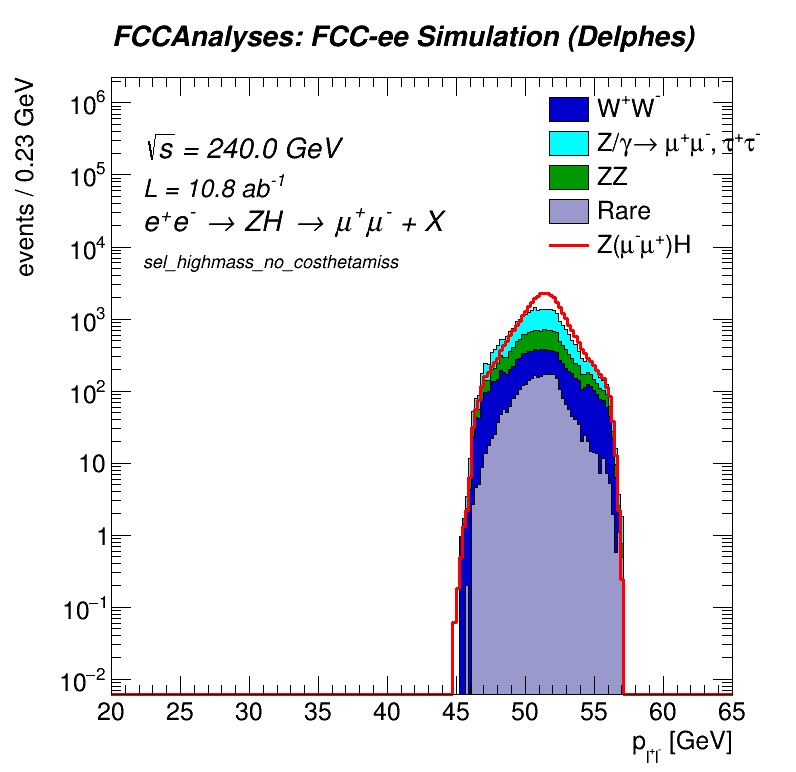 FCCAnalyses: FCC-ee Simulation (Delphes)
events / 0.23 GeV
√s = 240.0 GeV
L = 10.8 ab⁻¹
e⁺e⁻ → ZH → μ⁺μ⁻ + X
sel_highmass_no_costhetamiss
W⁺W⁻
Z/γ→ μ⁺μ⁻, τ⁺τ⁻
ZZ
Rare
Z(μ⁻μ⁺)H
10⁶
10⁵
10⁴
10³
10²
10
1
10⁻¹
10⁻²
20 25 30 35 40 45 50 55 60 65
p_l⁺l⁻ [GeV]